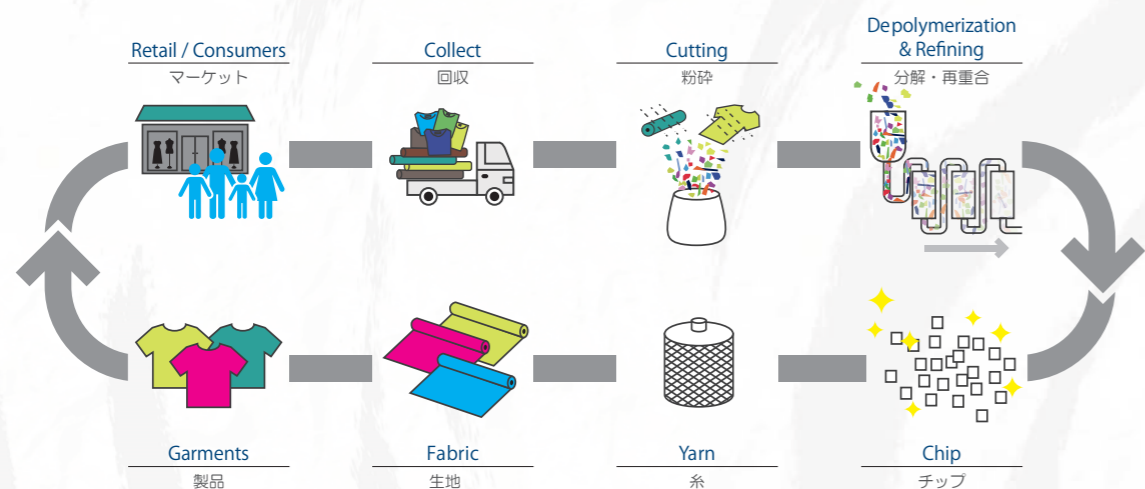 Retail / Consumers
マーケット
Collect
回収
Cutting
粉砕
Depolymerization
& Refining
分解・再重合
Garments
製品
Fabric
生地
Yarn
糸
Chip
チップ